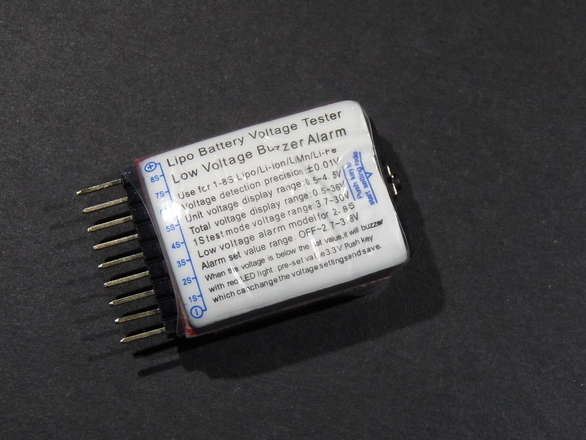 Lipo Battery Voltage Tester
Low Voltage Buzzer Alarm
Use for 1-8S Lipo/Li-ion/LiMn/Li-Fe
Voltage detection precision: ±0.01V
Unit voltage display range: 0.5-4.5V
Total voltage display range: 0.5-36V
1S test mode voltage range: 3.7-30V
Low voltage alarm model for 2-8S
Alarm set value range: OFF-2.7-3.8V
When the voltage is below the set value,it will buzzer
with red LED light pre-set value3.3V Push key
which can change the voltage settings and save.
8S
7S
5S
4S
3S
2S
1S
Push key is